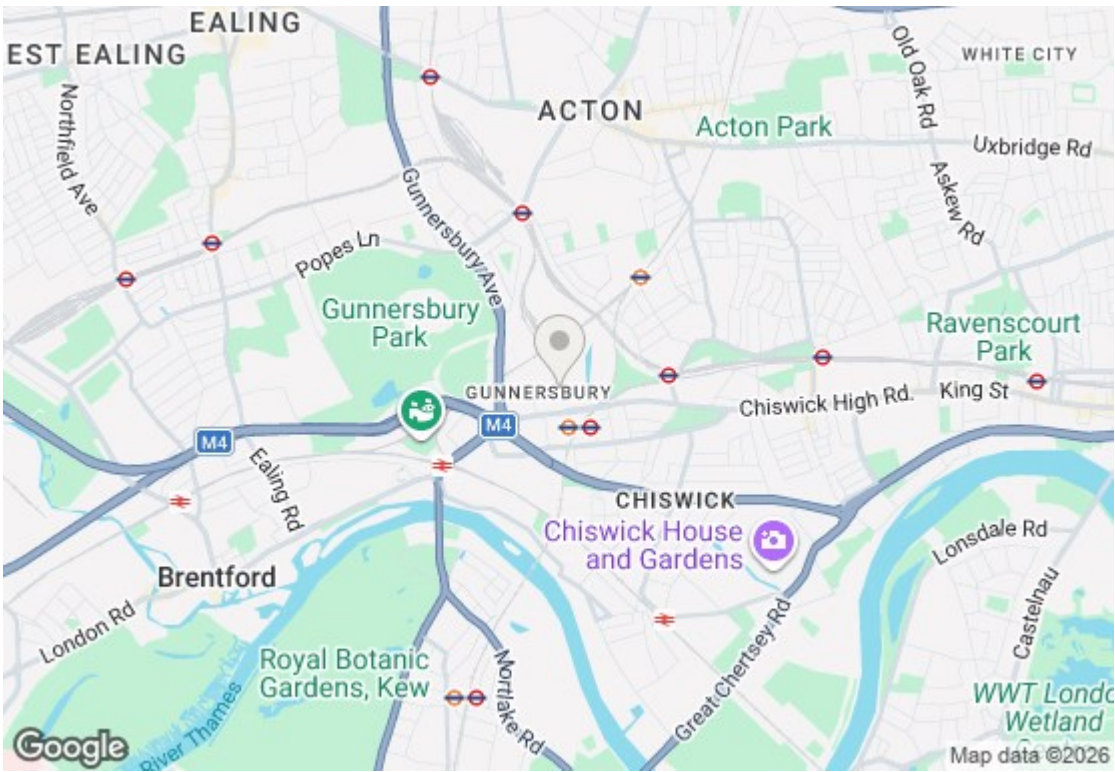 EALING
EST EALING
WHITE CITY
ACTON
Old Oak Rd
Acton Park
Uxbridge Rd
Northfield Ave
Gunnersbury Ave
Askew Rd
Popes Ln
Gunnersbury
Park
Ravenscourt
Park
GUNNERSBURY
King St
Chiswick High Rd.
M4
M4
Ealing Rd
CHISWICK
Chiswick House
and Gardens
Lonsdale Rd
Brentford
London Rd
Castelnau
Great Chertsey Rd
Royal Botanic
Gardens, Kew
Mortlake Rd
WWT Londo
Wetland
River Thames
Google
Map data ©2026